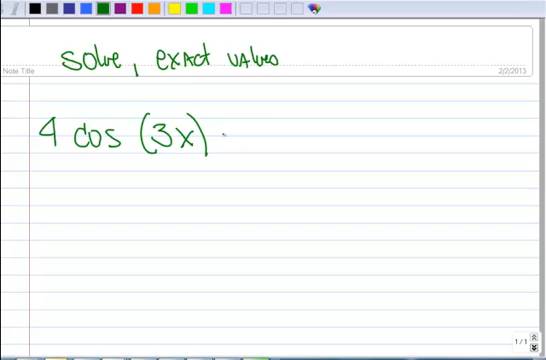 solve, exact values
Note Title
2/2/2013
4 cos (3x)
1/1